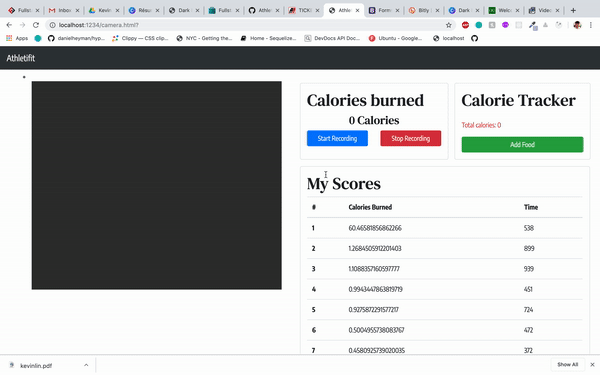 Fullst
Inbox
Kevin
Résu
Dark
Fulls
Athle
TICK
Athle
Form
Bitly
Dark
Welc
Video
localhost:1234/camera.html?
Apps
danielheyman/hyp...
Clippy — CSS clip...
NYC - Getting the...
Home - Sequelize...
DevDocs API Doc...
Ubuntu - Google...
localhost
Athletifit
Calories burned
0 Calories
Start Recording
Stop Recording
Calorie Tracker
Total calories: 0
Add Food
My Scores
# Calories Burned Time
1 60.46581856862266 538
2 1.2684505912201403 899
3 1.1088357160597777 939
4 0.9943447863819719 451
5 0.9275872291577217 724
6 0.5004955738083767 472
7 0.4580925739020035 372
kevinlin.pdf
Show All